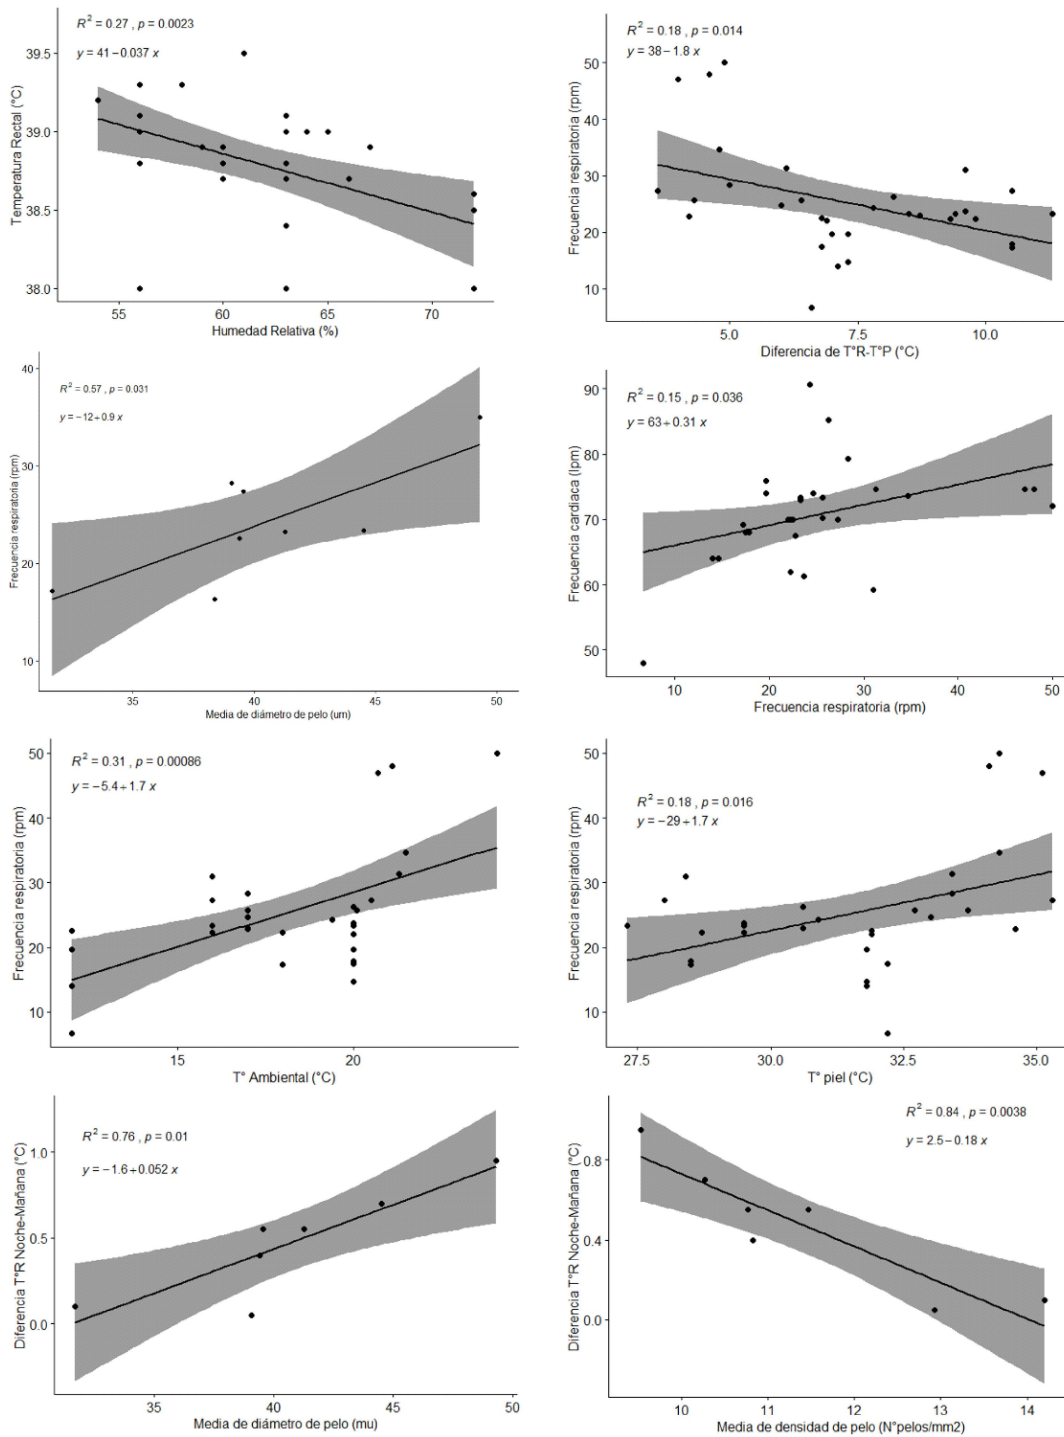 R² = 0.27 , p = 0.0023
y = 41 − 0.037 x
Temperatura Rectal (°C)
39.5
39.0
38.5
38.0
55 60 65 70
Humedad Relativa (%)
R² = 0.18 , p = 0.014
y = 38 − 1.8 x
Frecuencia respiratoria (rpm)
50
40
30
20
10
5.0 7.5 10.0
Diferencia de T°R-T°P (°C)
R² = 0.57 , p = 0.031
y = −12 + 0.9 x
Frecuencia respiratoria (rpm)
40
30
20
10
35 40 45 50
Media de diámetro de pelo (um)
R² = 0.15 , p = 0.036
y = 63 + 0.31 x
Frecuencia cardiaca (lpm)
90
80
70
60
50
10 20 30 40 50
Frecuencia respiratoria (rpm)
R² = 0.31 , p = 0.00086
y = −5.4 + 1.7 x
Frecuencia respiratoria (rpm)
50
40
30
20
10
15 20
T° Ambiental (°C)
R² = 0.18 , p = 0.016
y = −29 + 1.7 x
Frecuencia respiratoria (rpm)
50
40
30
20
10
27.5 30.0 32.5 35.0
T° piel (°C)
R² = 0.76 , p = 0.01
y = −1.6 + 0.052 x
Diferencia T°R Noche-Mañana (°C)
1.0
0.5
0.0
35 40 45 50
Media de diámetro de pelo (mu)
R² = 0.84 , p = 0.0038
y = 2.5 − 0.18 x
Diferencia T°R Noche-Mañana (°C)
0.8
0.4
0.0
10 11 12 13 14
Media de densidad de pelo (N°pelos/mm2)